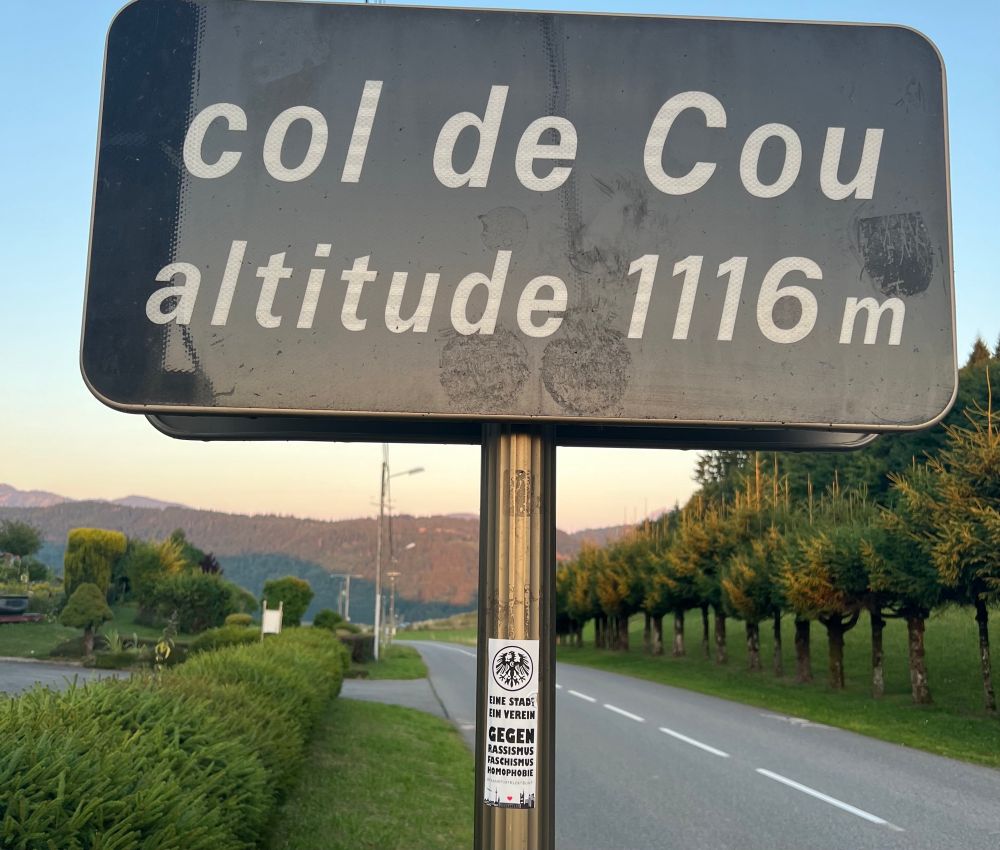 col de Cou
altitude 1116 m
EINE STADT
EIN VEREIN
GEGEN
RASSISMUS
FASCHISMUS
HOMOPHOBIE